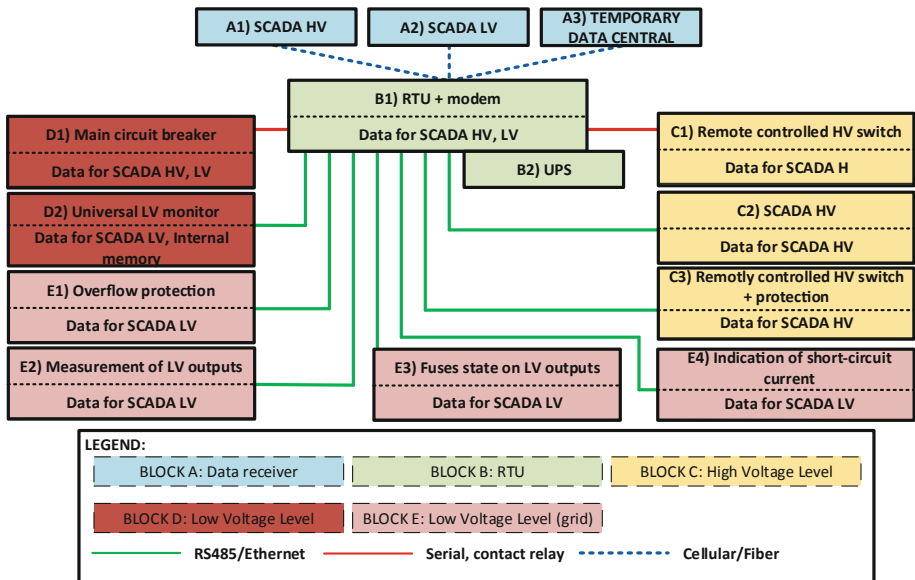 A1) SCADA HV
A2) SCADA LV
A3) TEMPORARY
DATA CENTRAL
B1) RTU + modem
Data for SCADA HV, LV
B2) UPS
D1) Main circuit breaker
Data for SCADA HV, LV
D2) Universal LV monitor
Data for SCADA LV, Internal
memory
E1) Overflow protection
Data for SCADA LV
E2) Measurement of LV outputs
Data for SCADA LV
E3) Fuses state on LV outputs
Data for SCADA LV
C1) Remote controlled HV switch
Data for SCADA H
C2) SCADA HV
Data for SCADA HV
C3) Remotly controlled HV switch
+ protection
Data for SCADA HV
E4) Indication of short-circuit
current
Data for SCADA LV
LEGEND:
BLOCK A: Data receiver
BLOCK B: RTU
BLOCK C: High Voltage Level
BLOCK D: Low Voltage Level
BLOCK E: Low Voltage Level (grid)
RS485/Ethernet
Serial, contact relay
Cellular/Fiber